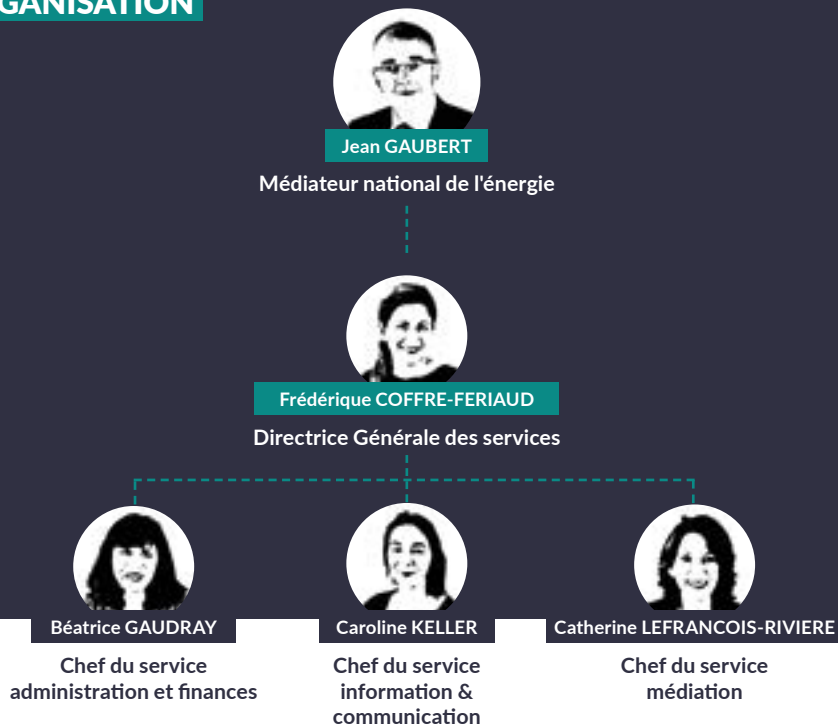 GANISATION
Jean GAUBERT
Médiateur national de l'énergie
Frédérique COFFRE-FERIAUD
Directrice Générale des services
Béatrice GAUDRAY
Chef du service
administration et finances
Caroline KELLER
Chef du service
information &
communication
Catherine LEFRANCOIS-RIVIERE
Chef du service
médiation